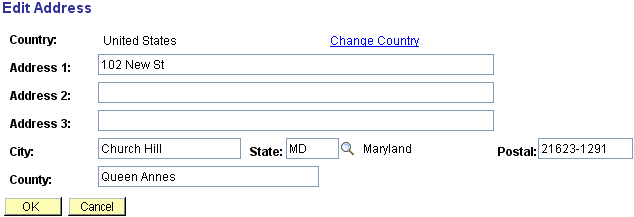 Edit Address
Country: United States Change Country
Address 1: 102 New St
Address 2:
Address 3:
City: Church Hill State: MD Maryland Postal: 21623-1291
County: Queen Annes
OK Cancel